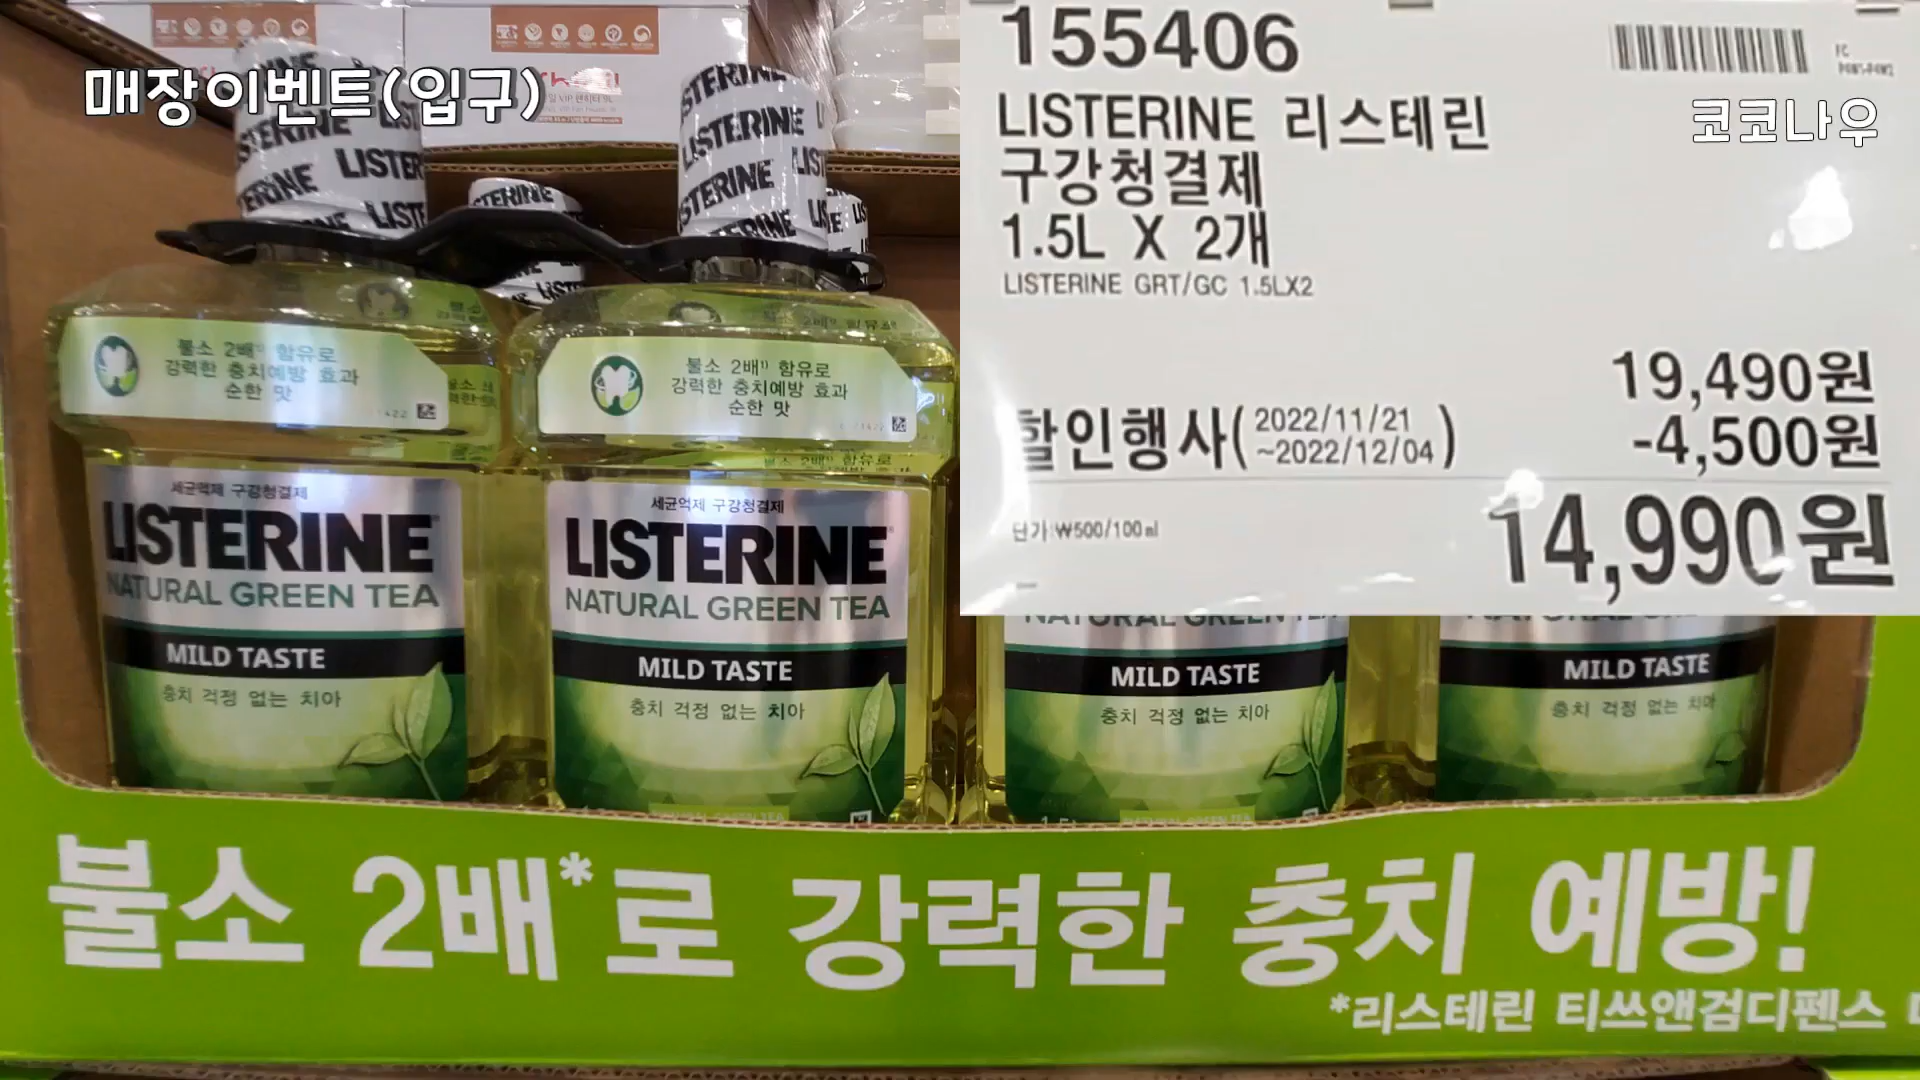 매장이벤트(입구)
코코나우
155406
LISTERINE 리스테린
구강청결제
1.5L X 2개
LISTERINE GRT/GC 1.5LX2
19,490원
할인행사(2022/11/21
~2022/12/04)
-4,500원
단가 ₩500/100㎖
14,990원
불소 2배¹⁾ 함유로
강력한 충치예방 효과
순한 맛
세균억제 구강청결제
LISTERINE
NATURAL GREEN TEA
MILD TASTE
충치 걱정 없는 치아
불소 2배¹⁾ 함유로
강력한 충치예방 효과
순한 맛
세균억제 구강청결제
LISTERINE®
NATURAL GREEN TEA
MILD TASTE
충치 걱정 없는 치아
NATURAL GREEN TEA
MILD TASTE
충치 걱정 없는 치아
MILD TASTE
충치 걱정 없는 치아
불소 2배*로 강력한 충치 예방!
*리스테린 티쓰앤검디펜스